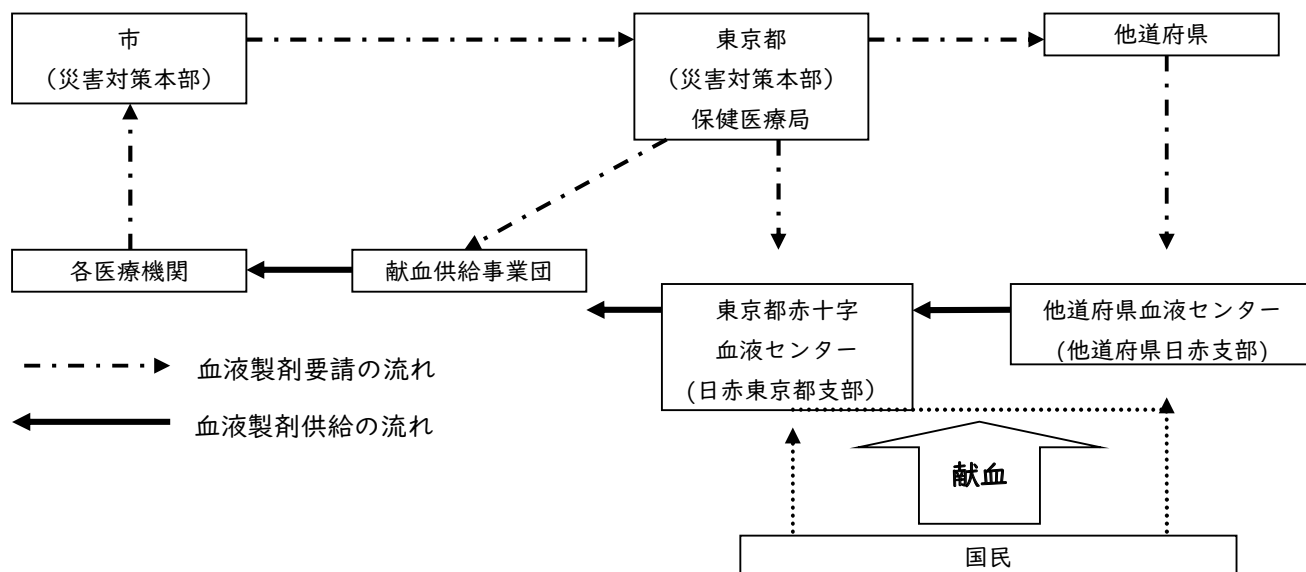 市
(災害対策本部)
東京都
(災害対策本部)
保健医療局
他道府県
各医療機関
献血供給事業団
東京都赤十字
血液センター
(日赤東京都支部)
他道府県血液センター
(他道府県日赤支部)
血液製剤要請の流れ
血液製剤供給の流れ
献血
国民